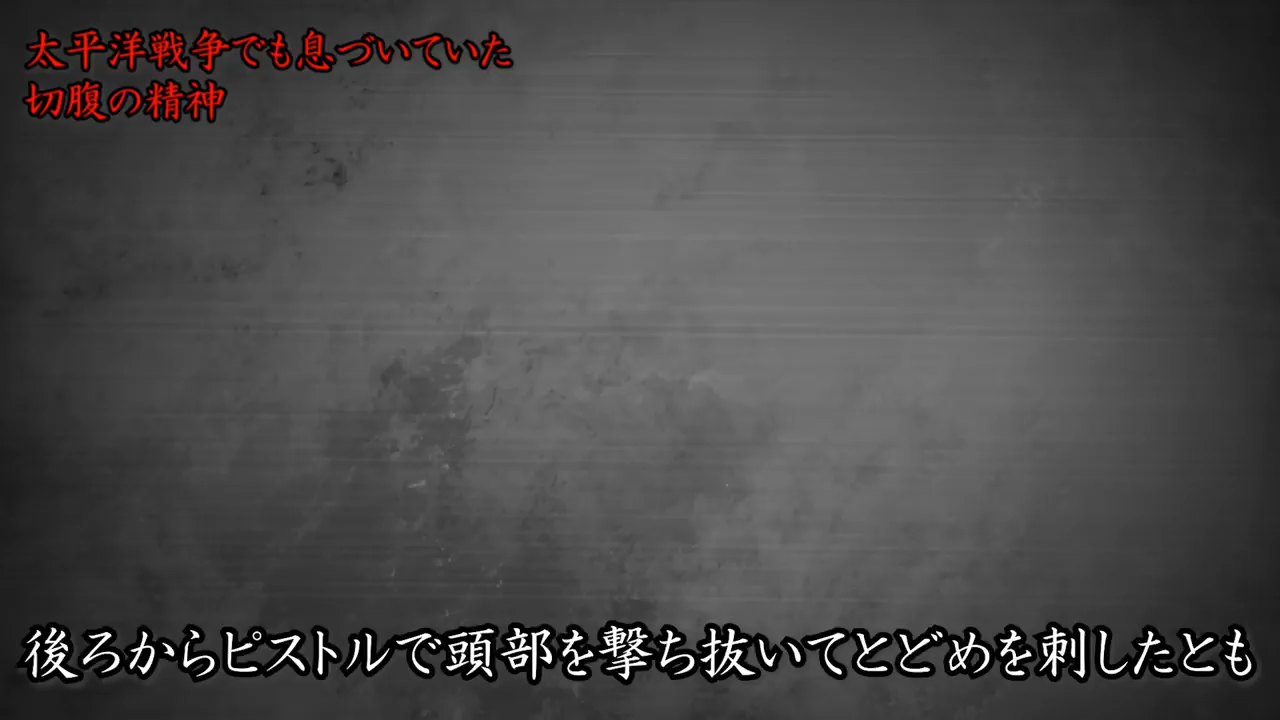 太平洋戦争でも息づいていた
切腹の精神
後ろからピストルで頭部を撃ち抜いてとどめを刺したとも